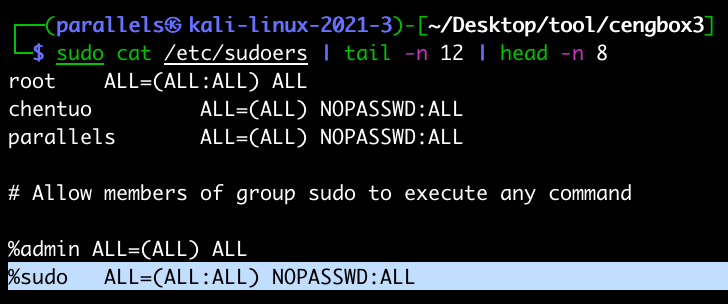 ┌──(parallels㉿kali-linux-2021-3)-[~/Desktop/tool/cengbox3]
└─$ sudo cat /etc/sudoers | tail -n 12 | head -n 8
root    ALL=(ALL:ALL) ALL
chentuo         ALL=(ALL) NOPASSWD:ALL
parallels       ALL=(ALL) NOPASSWD:ALL

# Allow members of group sudo to execute any command

%admin ALL=(ALL) ALL
%sudo   ALL=(ALL:ALL) NOPASSWD:ALL